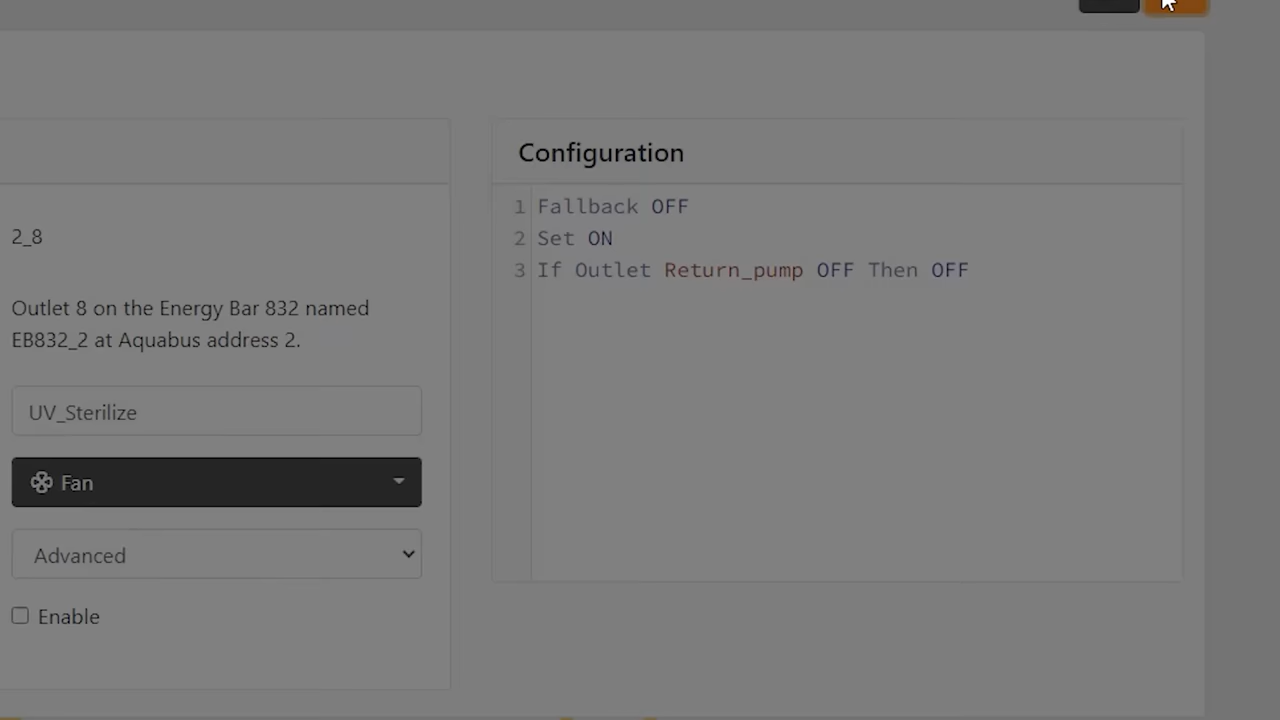 Configuration
1 Fallback OFF
2 Set ON
3 If Outlet Return_pump OFF Then OFF
2_8
Outlet 8 on the Energy Bar 832 named
EB832_2 at Aquabus address 2.
UV_Sterilize
Fan
Advanced
Enable